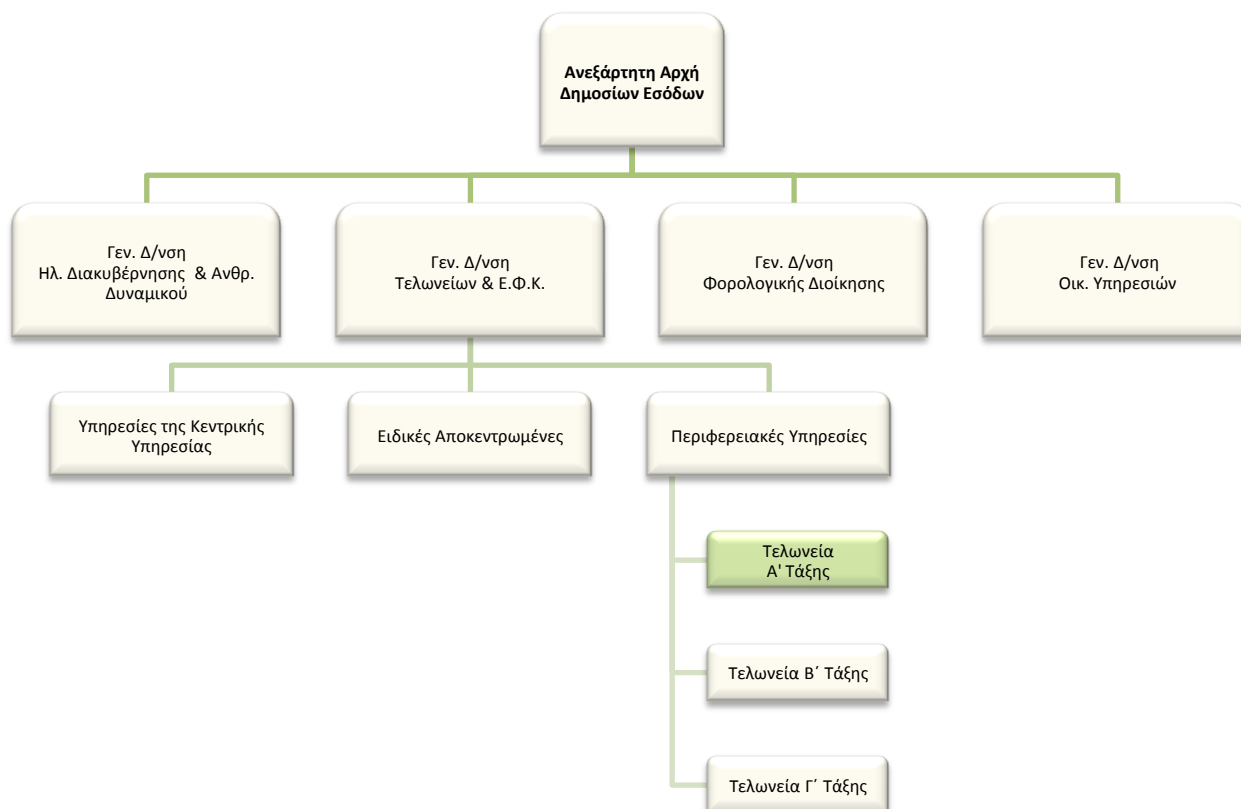 Ανεξάρτητη Αρχή
Δημοσίων Εσόδων
Γεν. Δ/νση
Ηλ. Διακυβέρνησης & Ανθρ.
Δυναμικού
Γεν. Δ/νση
Τελωνείων & Ε.Φ.Κ.
Γεν. Δ/νση
Φορολογικής Διοίκησης
Γεν. Δ/νση
Οικ. Υπηρεσιών
Υπηρεσίες της Κεντρικής
Υπηρεσίας
Ειδικές Αποκεντρωμένες
Περιφερειακές Υπηρεσίες
Τελωνεία
Α' Τάξης
Τελωνεία Β΄ Τάξης
Τελωνεία Γ΄ Τάξης